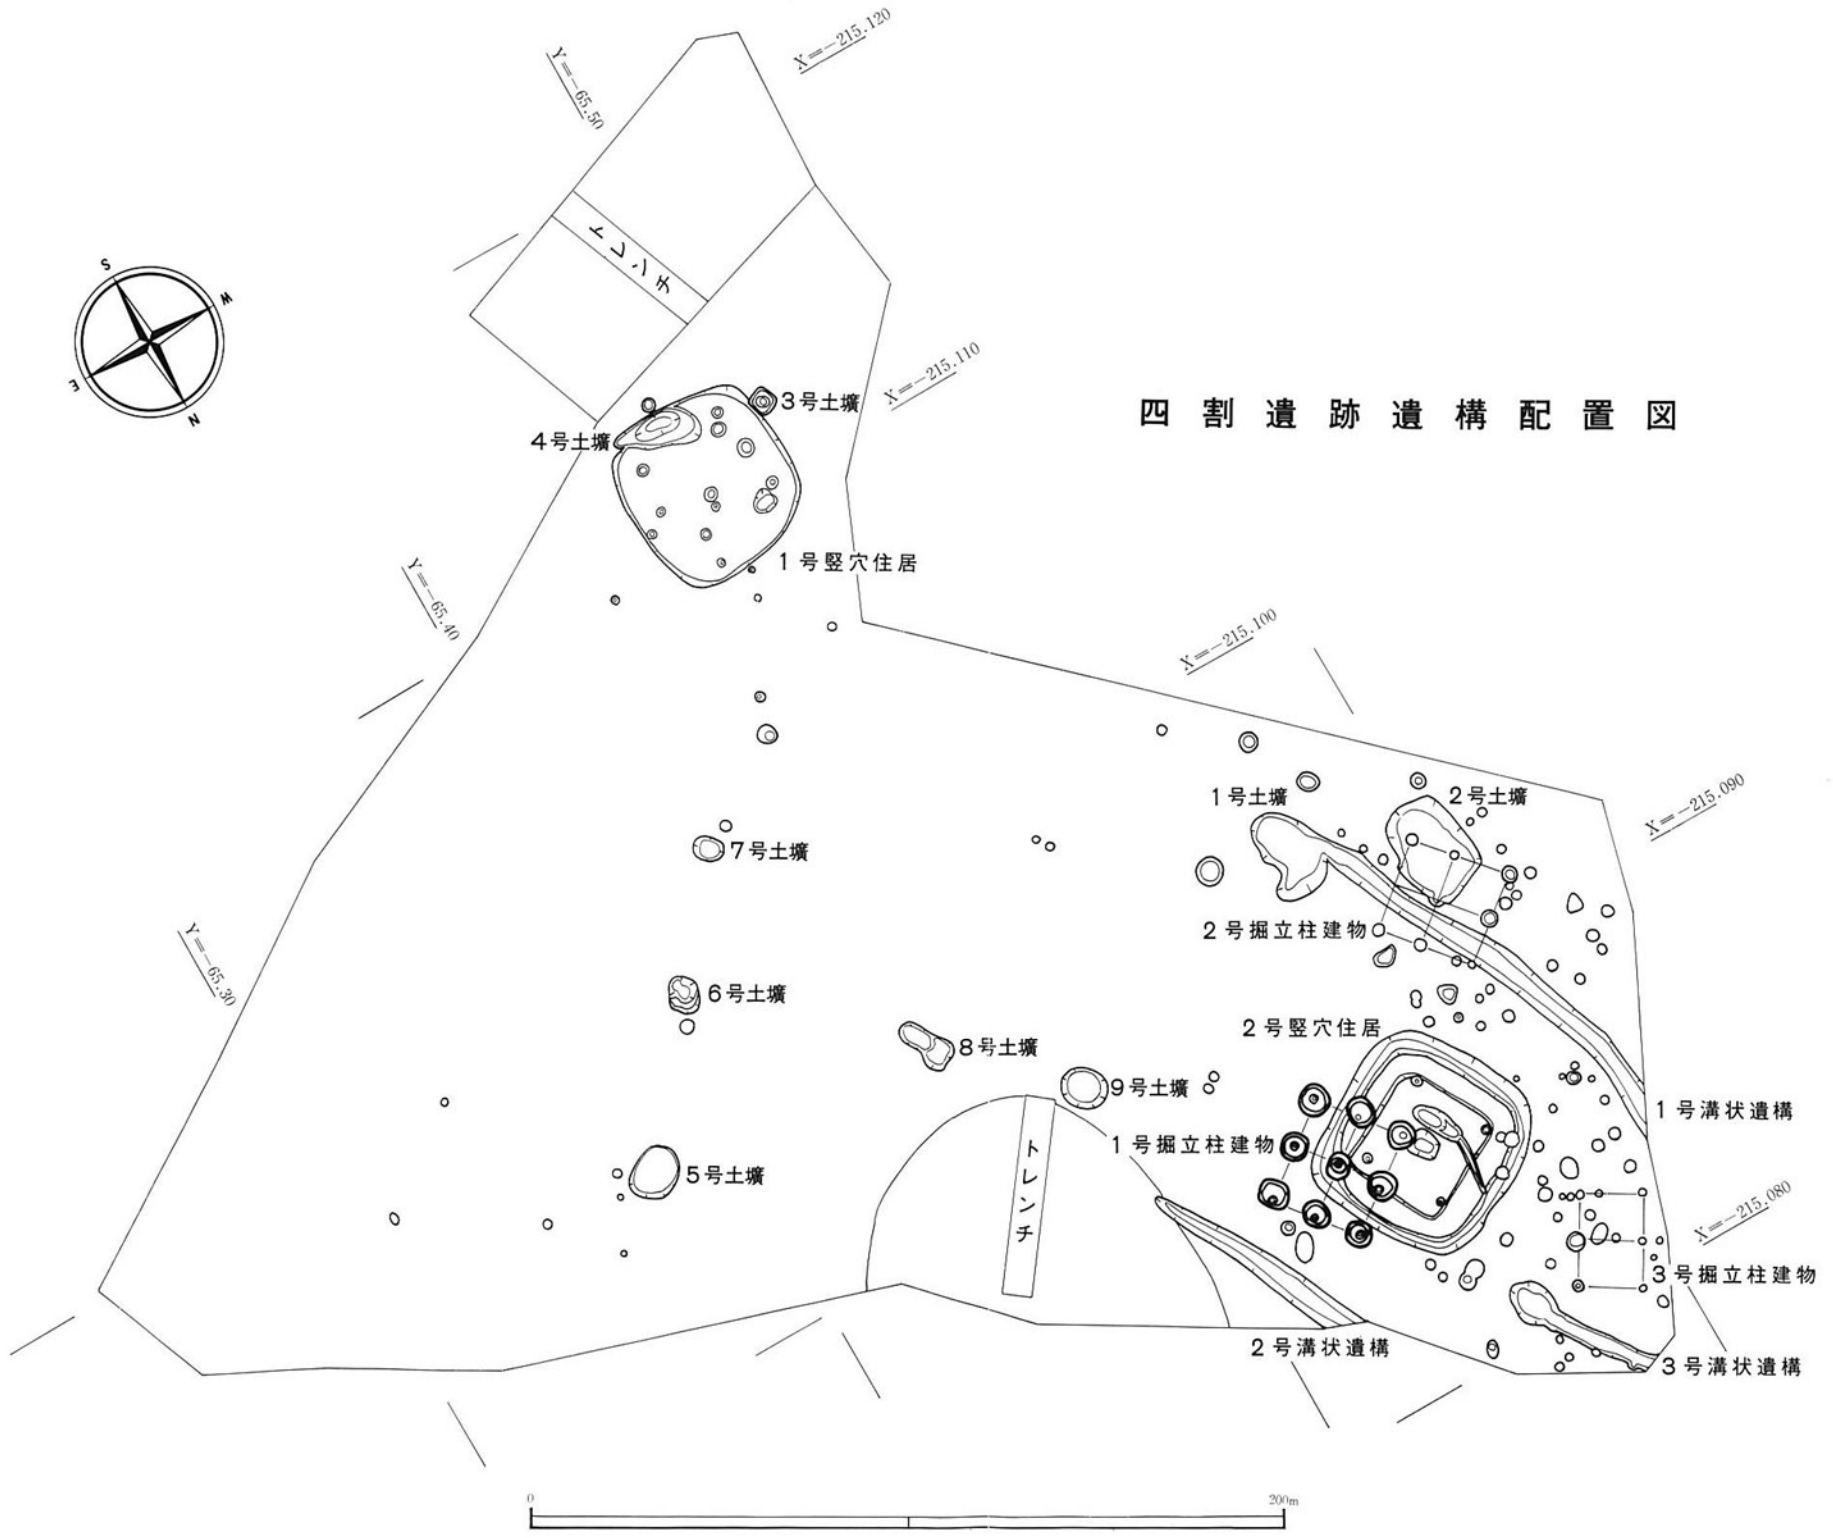 X=-215.120
Y=-65.50
トレンチ
S
W
E
N
X=-215.110
3号土壙
四割遺跡遺構配置図
4号土壙
1号竪穴住居
Y=-65.40
X=-215.100
X=-215.090
1号土壙
2号土壙
7号土壙
2号掘立柱建物
Y=-65.30
6号土壙
2号竪穴住居
8号土壙
9号土壙
1号溝状遺構
1号掘立柱建物
トレンチ
5号土壙
X=-215.080
3号掘立柱建物
2号溝状遺構
3号溝状遺構
0
200m